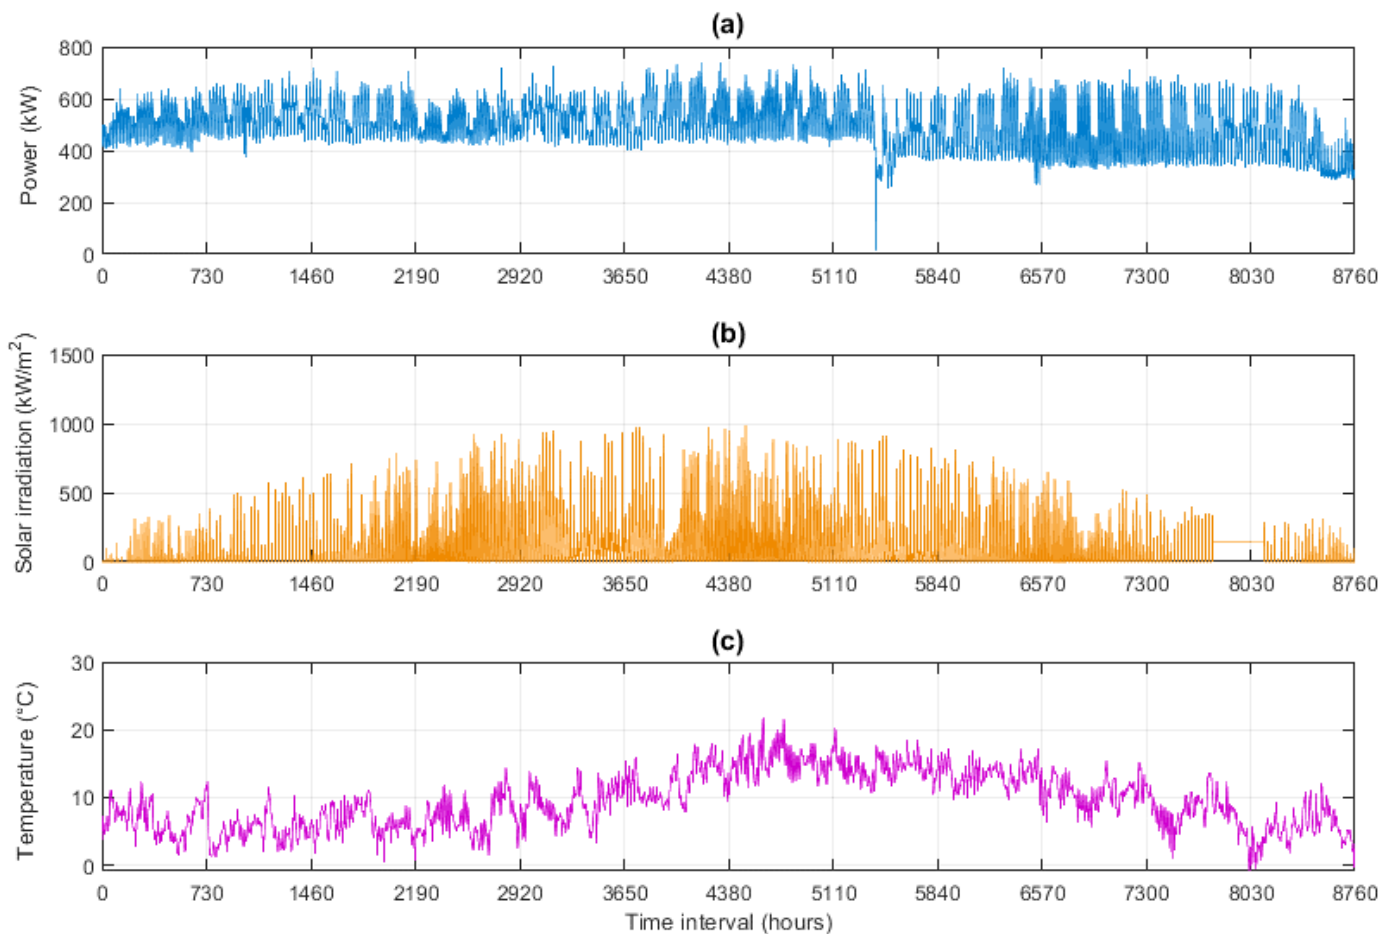 (a)
Power (kW)
800
600
400
200
0
0 730 1460 2190 2920 3650 4380 5110 5840 6570 7300 8030 8760
(b)
Solar irradiation (kW/m²)
1500
1000
500
0
0 730 1460 2190 2920 3650 4380 5110 5840 6570 7300 8030 8760
(c)
Temperature (°C)
30
20
10
0
0 730 1460 2190 2920 3650 4380 5110 5840 6570 7300 8030 8760
Time interval (hours)